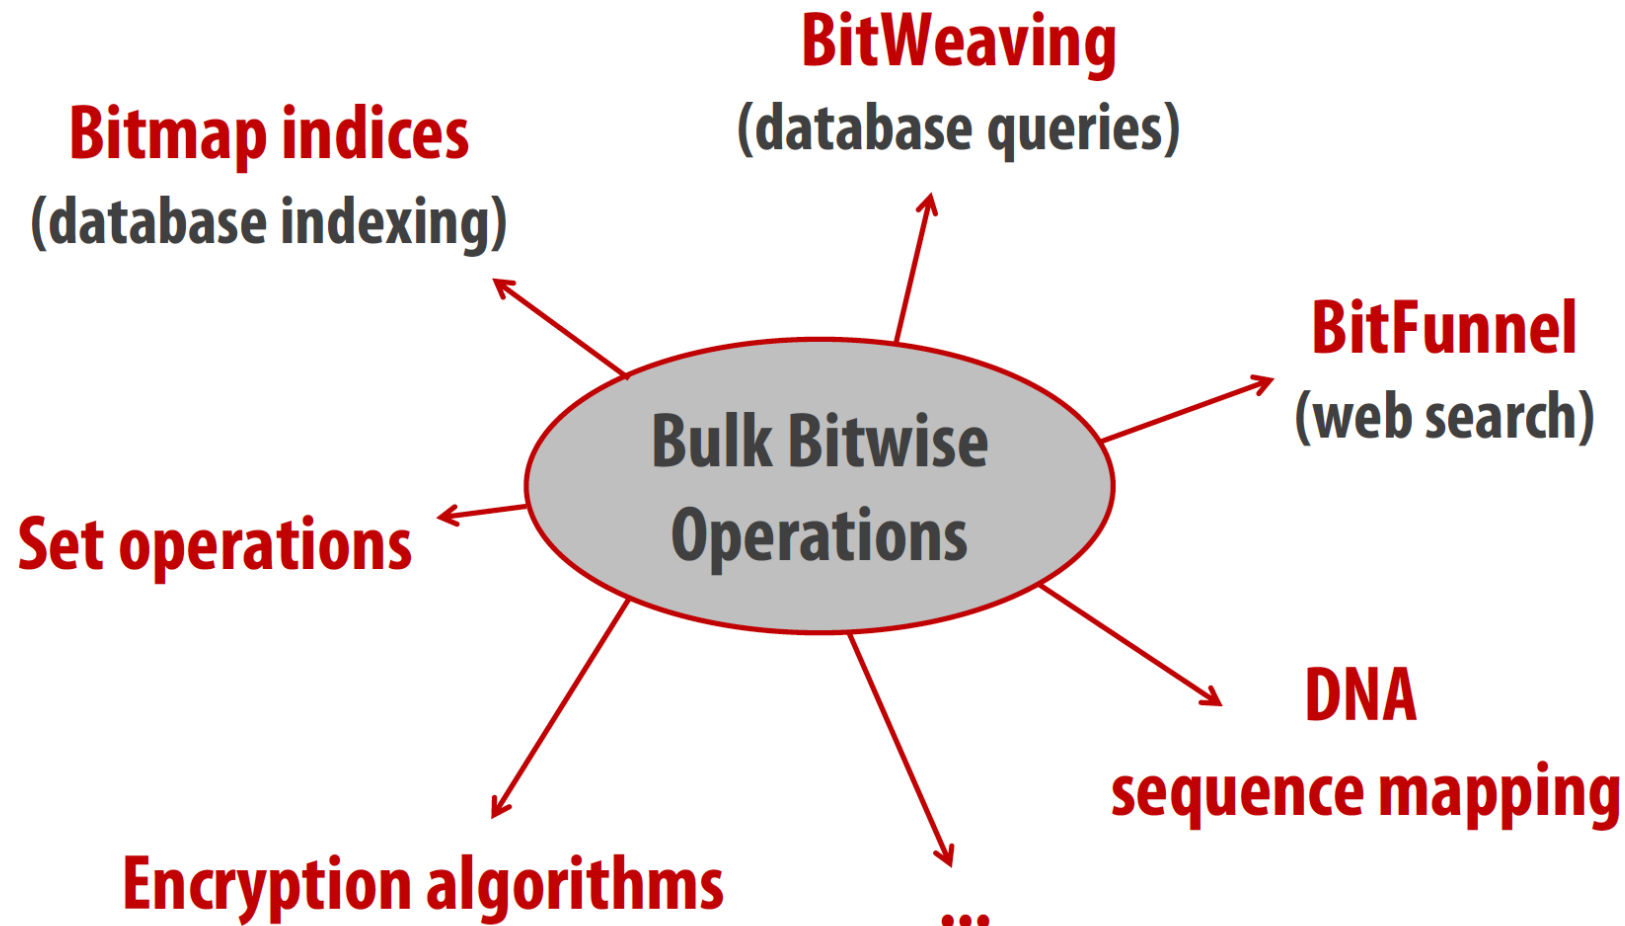 BitWeaving
(database queries)
Bitmap indices
(database indexing)
BitFunnel
(web search)
Bulk Bitwise
Operations
Set operations
DNA
sequence mapping
Encryption algorithms
...